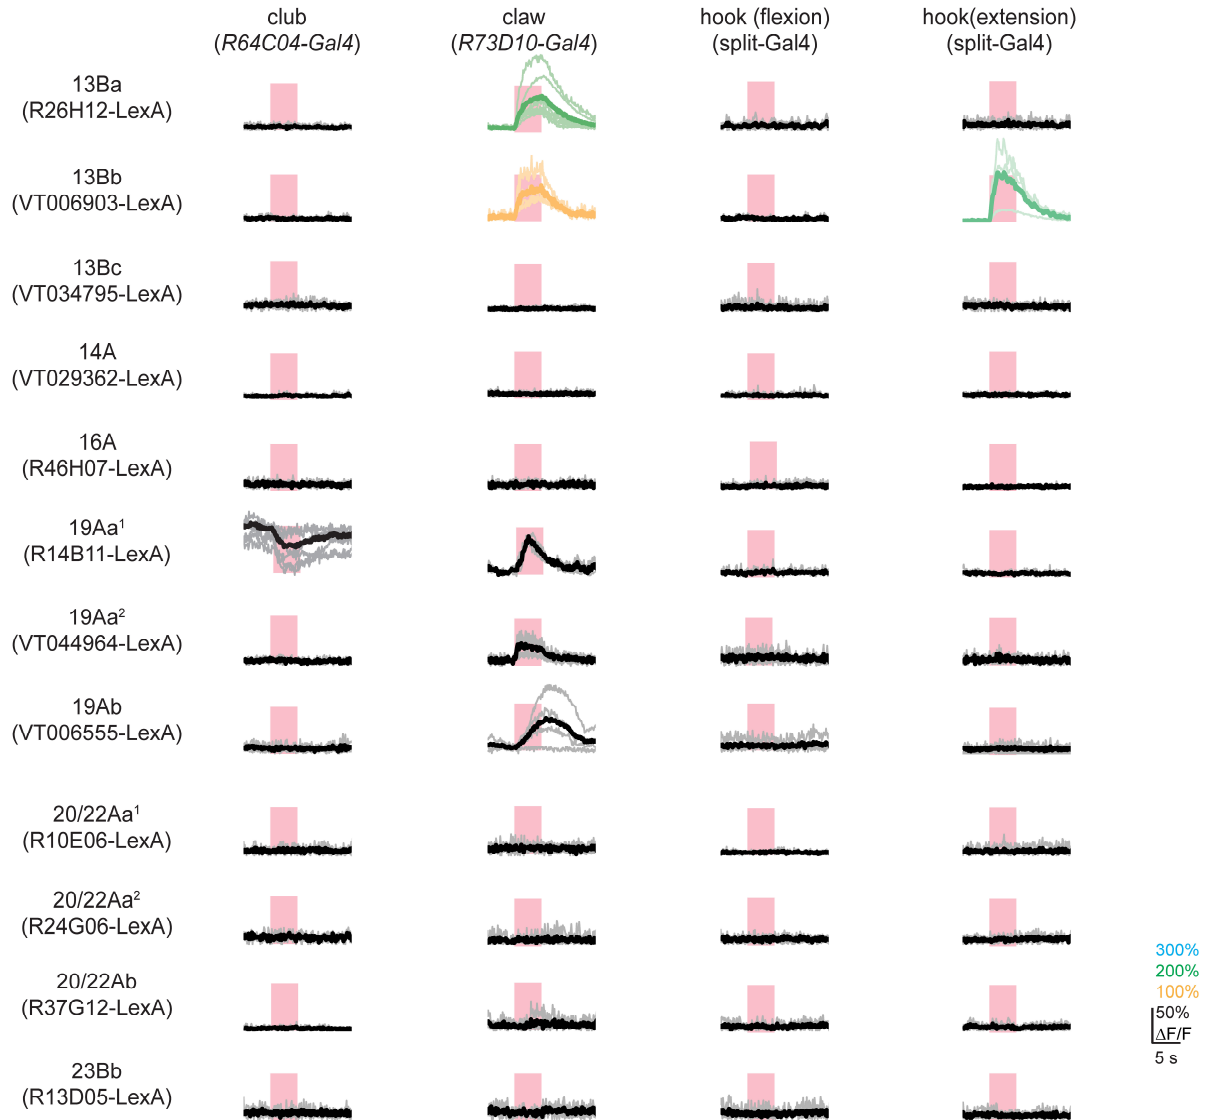 club
(R64C04-Gal4)
claw
(R73D10-Gal4)
hook (flexion)
(split-Gal4)
hook(extension)
(split-Gal4)
13Ba
(R26H12-LexA)
13Bb
(VT006903-LexA)
13Bc
(VT034795-LexA)
14A
(VT029362-LexA)
16A
(R46H07-LexA)
19Aa¹
(R14B11-LexA)
19Aa²
(VT044964-LexA)
19Ab
(VT006555-LexA)
20/22Aa¹
(R10E06-LexA)
20/22Aa²
(R24G06-LexA)
20/22Ab
(R37G12-LexA)
23Bb
(R13D05-LexA)
300%
200%
100%
50%
ΔF/F
5 s